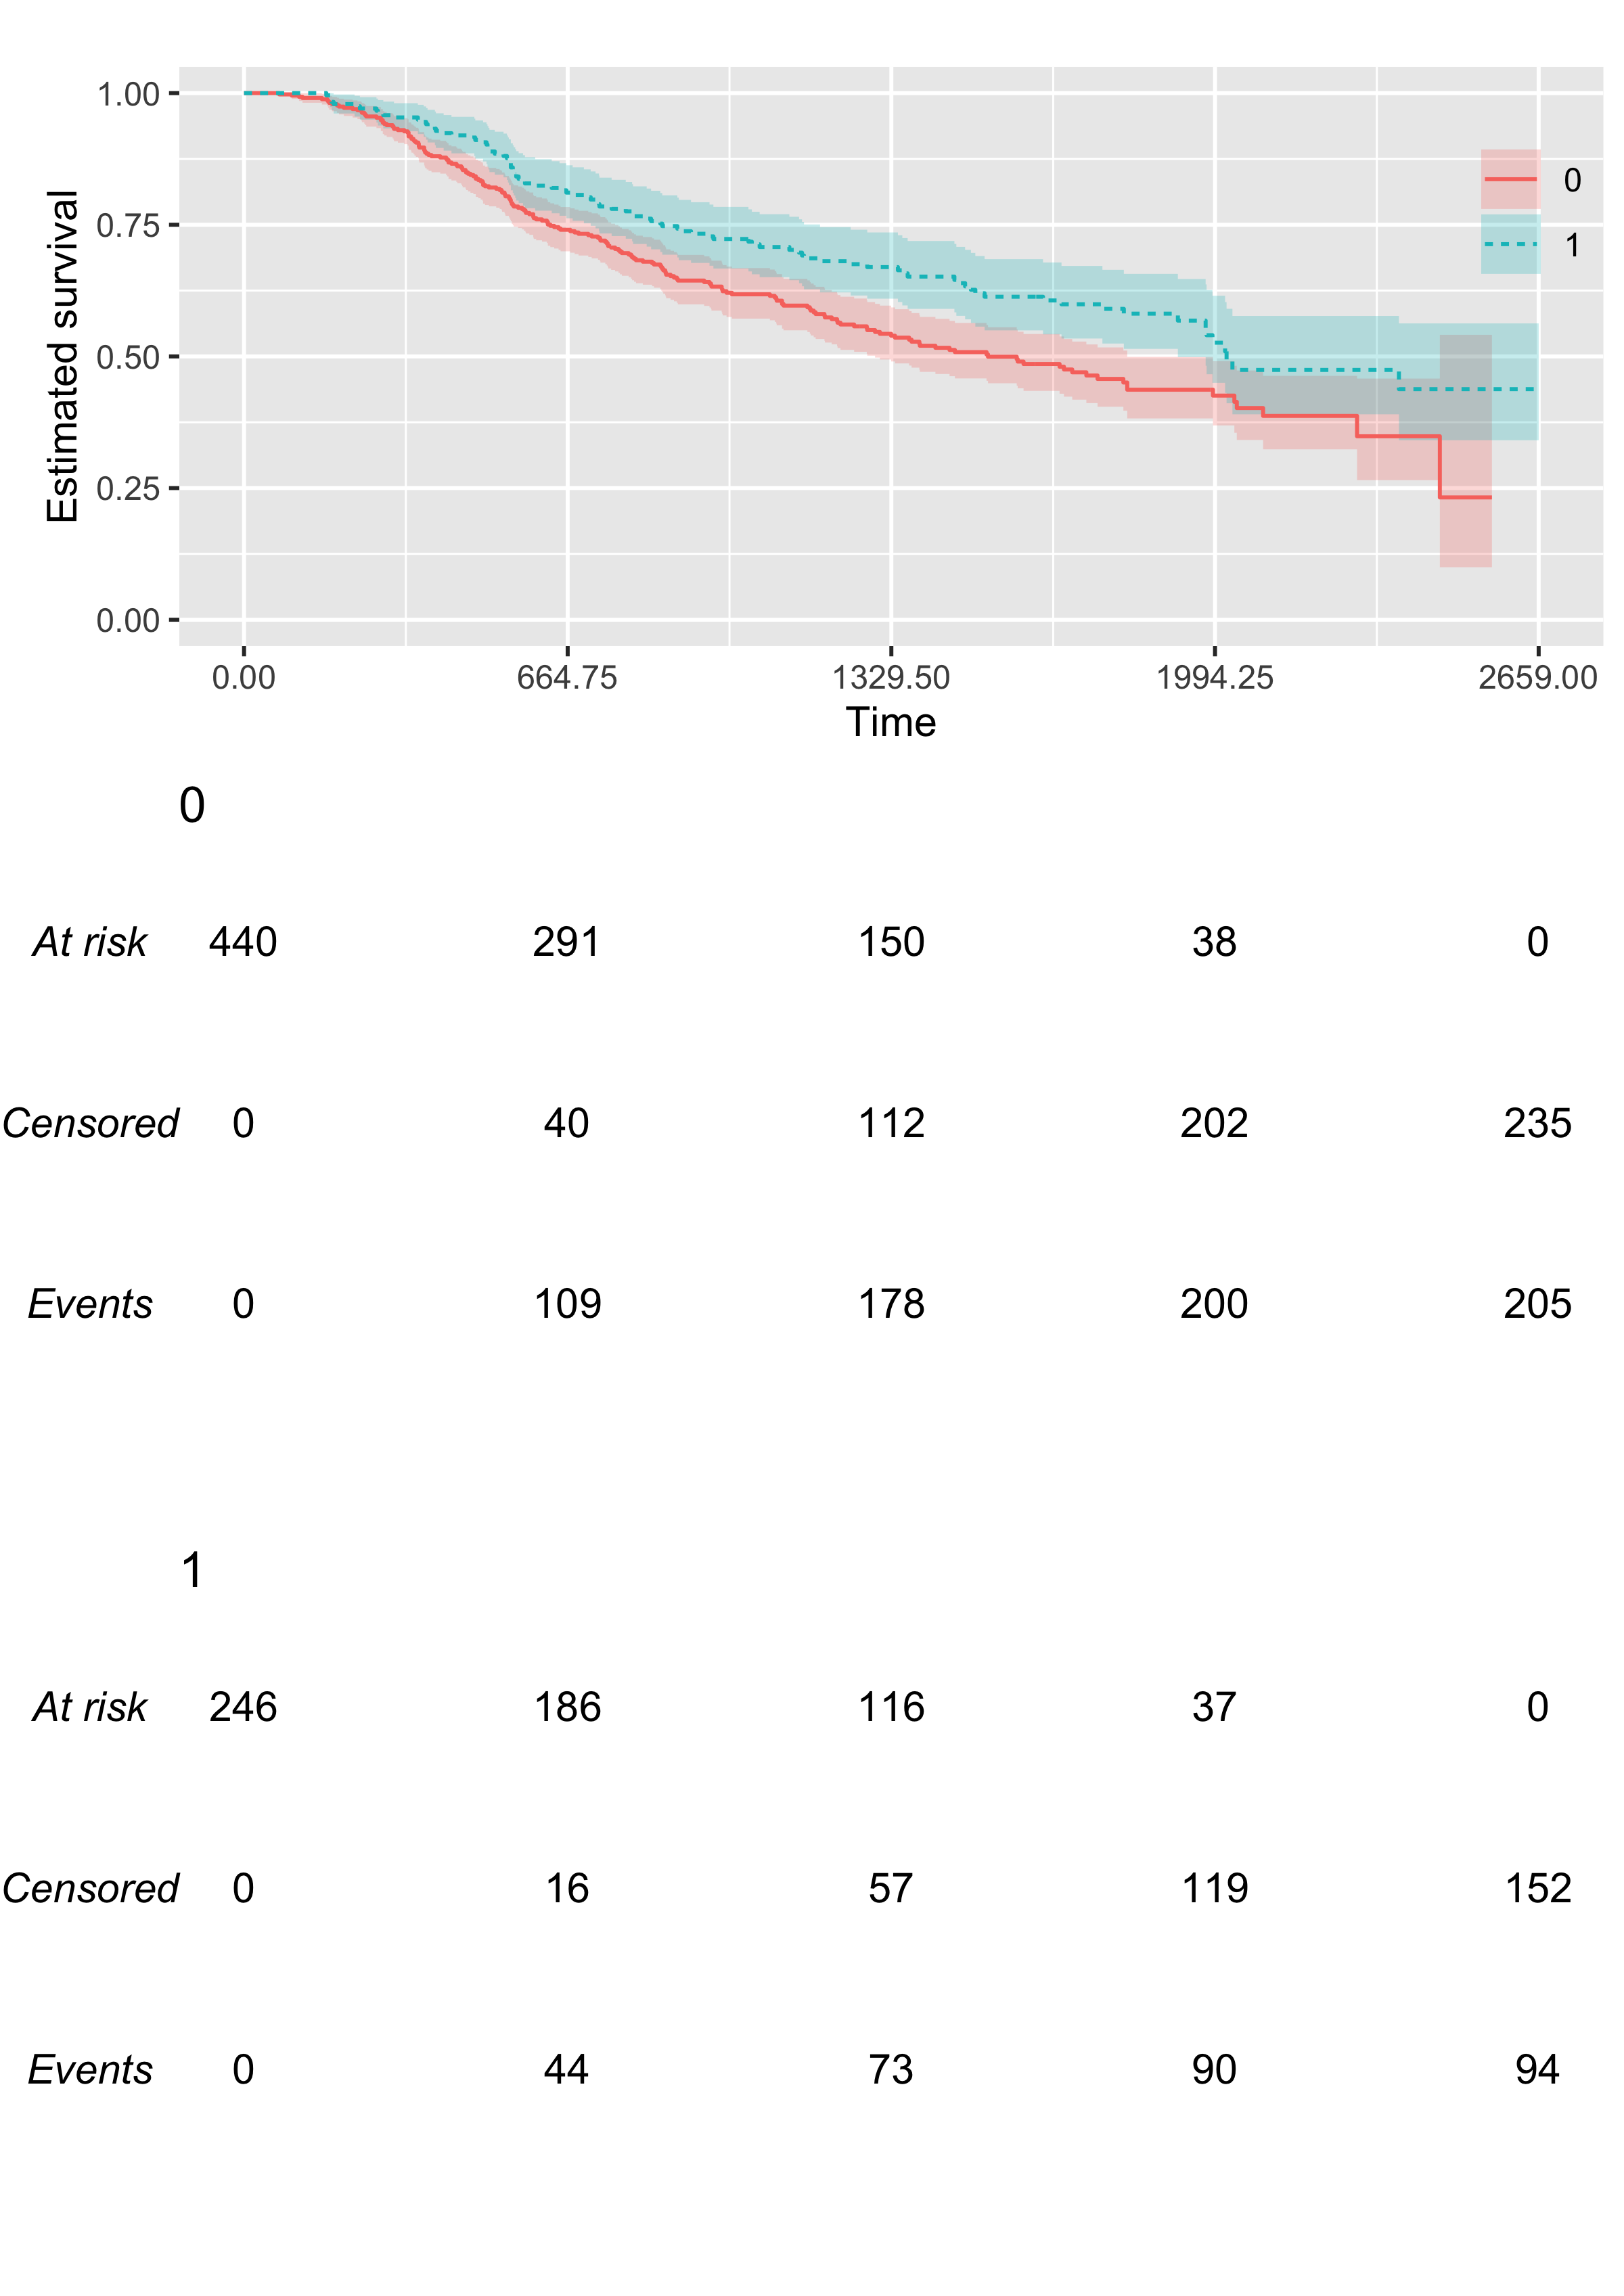 1.00
0.75
0.50
0.25
0.00
Estimated survival
0
1
0.00 664.75 1329.50 1994.25 2659.00
Time
0
At risk 440 291 150 38 0
Censored 0 40 112 202 235
Events 0 109 178 200 205
1
At risk 246 186 116 37 0
Censored 0 16 57 119 152
Events 0 44 73 90 94